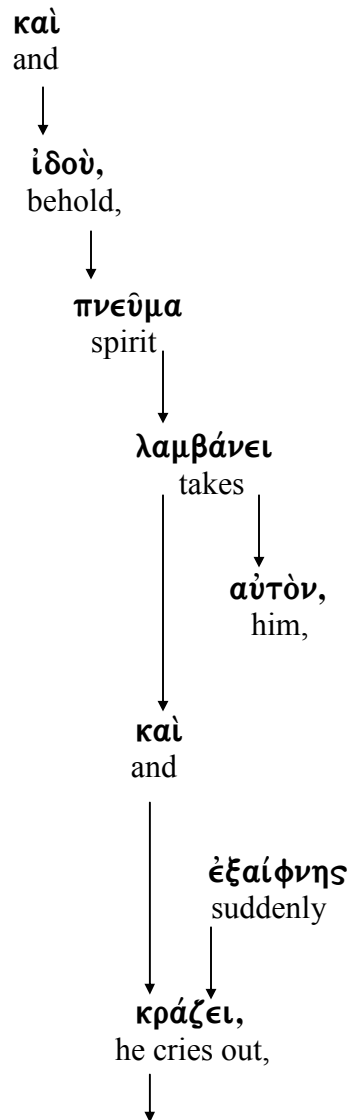 καὶ
and
ἰδοὺ,
behold,
πνεῦμα
spirit
λαμβάνει
takes
αὐτὸν,
him,
καὶ
and
ἐξαίφνης
suddenly
κράζει,
he cries out,